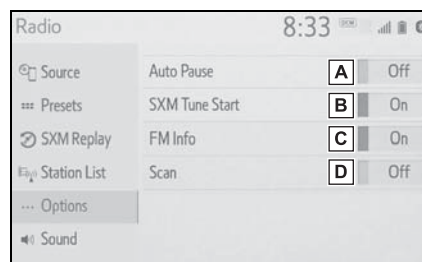 Radio 8:33
Source
Presets
SXM Replay
Station List
Options
Sound
Auto Pause A Off
SXM Tune Start B On
FM Info C On
Scan D Off